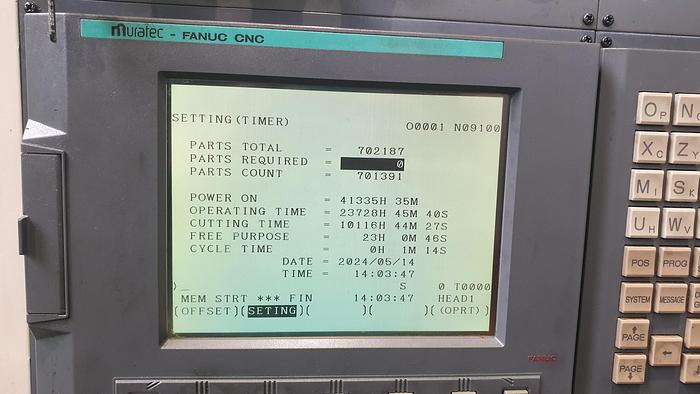 muratec - FANUC CNC
SETTING(TIMER)
O0001 N09100
PARTS TOTAL = 702187
PARTS REQUIRED = 0
PARTS COUNT = 701391
POWER ON = 41335H 35M
OPERATING TIME = 23728H 45M 40S
CUTTING TIME = 10116H 44M 27S
FREE PURPOSE = 23H 0M 46S
CYCLE TIME = 0H 1M 14S
DATE = 2024/05/14
TIME = 14:03:47
)_ S 0 T0000
MEM STRT *** FIN 14:03:47 HEAD1
(OFFSET)(SETING)( )( )((OPRT))
FANUC
OP N
XC ZY
MI SK
UH WV
POS PROG
SYSTEM MESSAGE
↑
PAGE
←
PAGE
↓